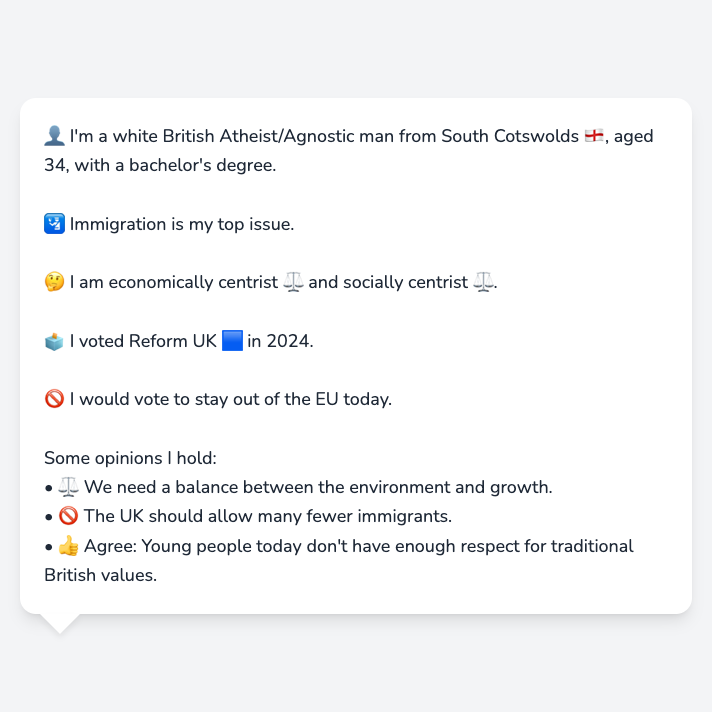 👤 I'm a white British Atheist/Agnostic man from South Cotswolds 🏴󠁧󠁢󠁥󠁮󠁧󠁿, aged
34, with a bachelor's degree.
🛂 Immigration is my top issue.
🤔 I am economically centrist ⚖️ and socially centrist ⚖️.
🗳️ I voted Reform UK 🟦 in 2024.
🚫 I would vote to stay out of the EU today.
Some opinions I hold:
• ⚖️ We need a balance between the environment and growth.
• 🚫 The UK should allow many fewer immigrants.
• 👍 Agree: Young people today don't have enough respect for traditional
British values.